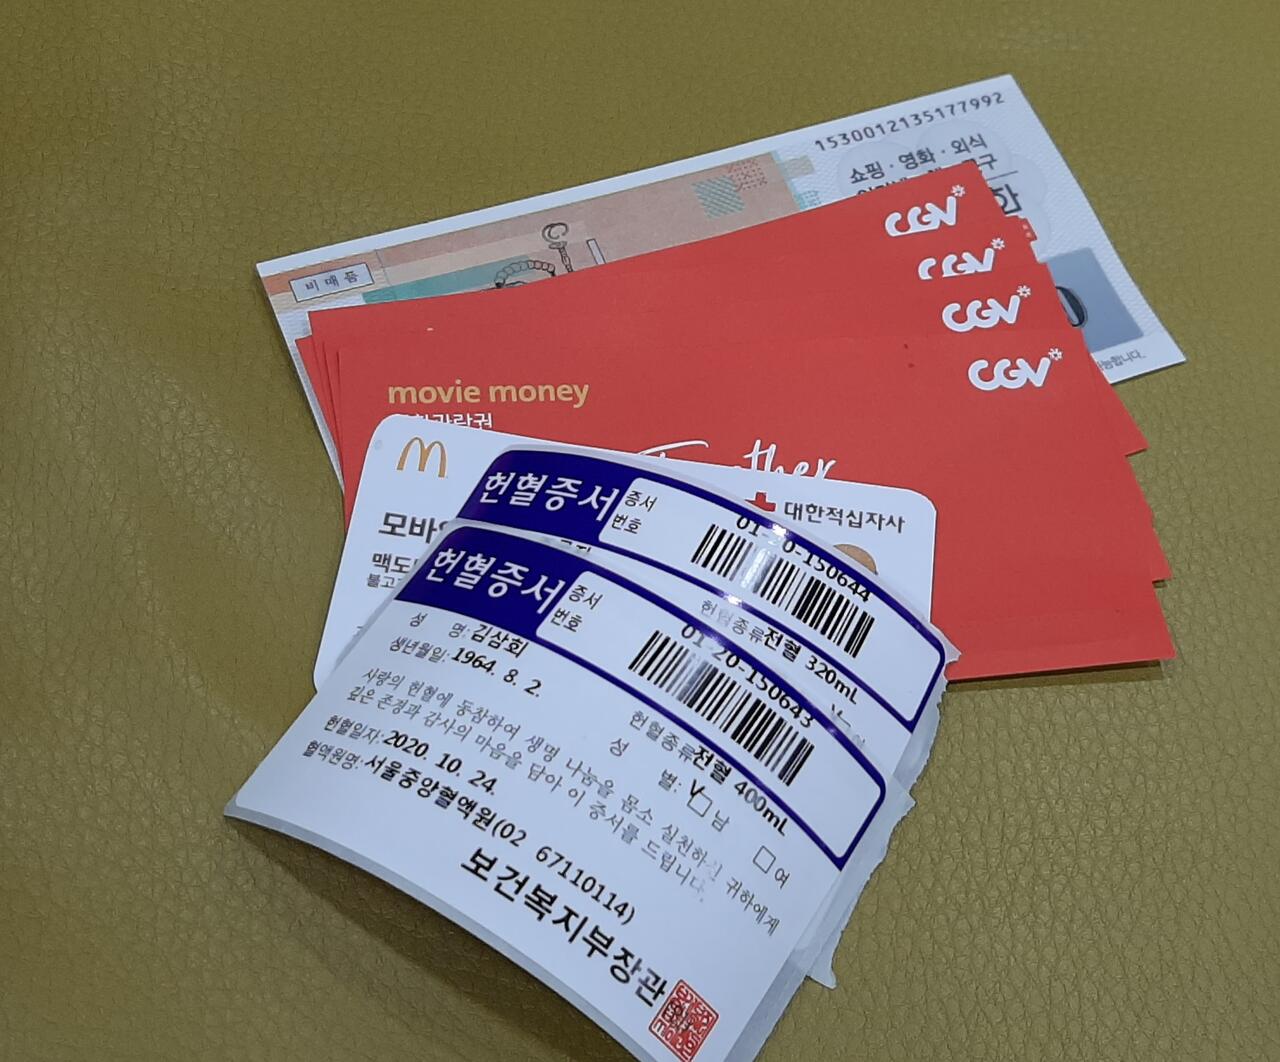 1530012135177992
쇼핑 · 영화 · 외식
비매품
CGV
CGV
CGV
CGV
movie money
대한적십자사
헌혈증서
증서
번호
01-20-150644
헌혈종류:전혈 320mL
헌혈증서
증서
번호
01-20-150643
헌혈종류:전혈 400mL
성 명:김삼회
성 별: V□남 □여
생년월일:1964. 8. 2.
사랑의 헌혈에 동참하여 생명 나눔을 몸소 실천하신 귀하에게
깊은 존경과 감사의 마음을 담아 이 증서를 드립니다.
헌혈일자:2020. 10. 24.
혈액원명:서울중앙혈액원(02 67110114)
보건복지부장관